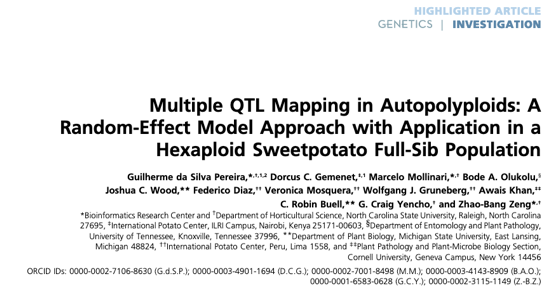 HIGHLIGHTED ARTICLE
GENETICS | INVESTIGATION
Multiple QTL Mapping in Autopolyploids: A
Random-Effect Model Approach with Application in a
Hexaploid Sweetpotato Full-Sib Population
Guilherme da Silva Pereira,*,†,1,2 Dorcus C. Gemenet,‡,1 Marcelo Mollinari,*,† Bode A. Olukolu,§
Joshua C. Wood,** Federico Diaz,†† Veronica Mosquera,†† Wolfgang J. Gruneberg,†† Awais Khan,‡‡
C. Robin Buell,** G. Craig Yencho,† and Zhao-Bang Zeng*,†
*Bioinformatics Research Center and †Department of Horticultural Science, North Carolina State University, Raleigh, North Carolina
27695, ‡International Potato Center, ILRI Campus, Nairobi, Kenya 25171-00603, §Department of Entomology and Plant Pathology,
University of Tennessee, Knoxville, Tennessee 37996, **Department of Plant Biology, Michigan State University, East Lansing,
Michigan 48824, ††International Potato Center, Peru, Lima 1558, and ‡‡Plant Pathology and Plant-Microbe Biology Section,
Cornell University, Geneva Campus, New York 14456
ORCID IDs: 0000-0002-7106-8630 (G.d.S.P.); 0000-0003-4901-1694 (D.C.G.); 0000-0002-7001-8498 (M.M.); 0000-0003-4143-8909 (B.A.O.);
0000-0001-6583-0628 (G.C.Y.); 0000-0002-3115-1149 (Z.-B.Z.)